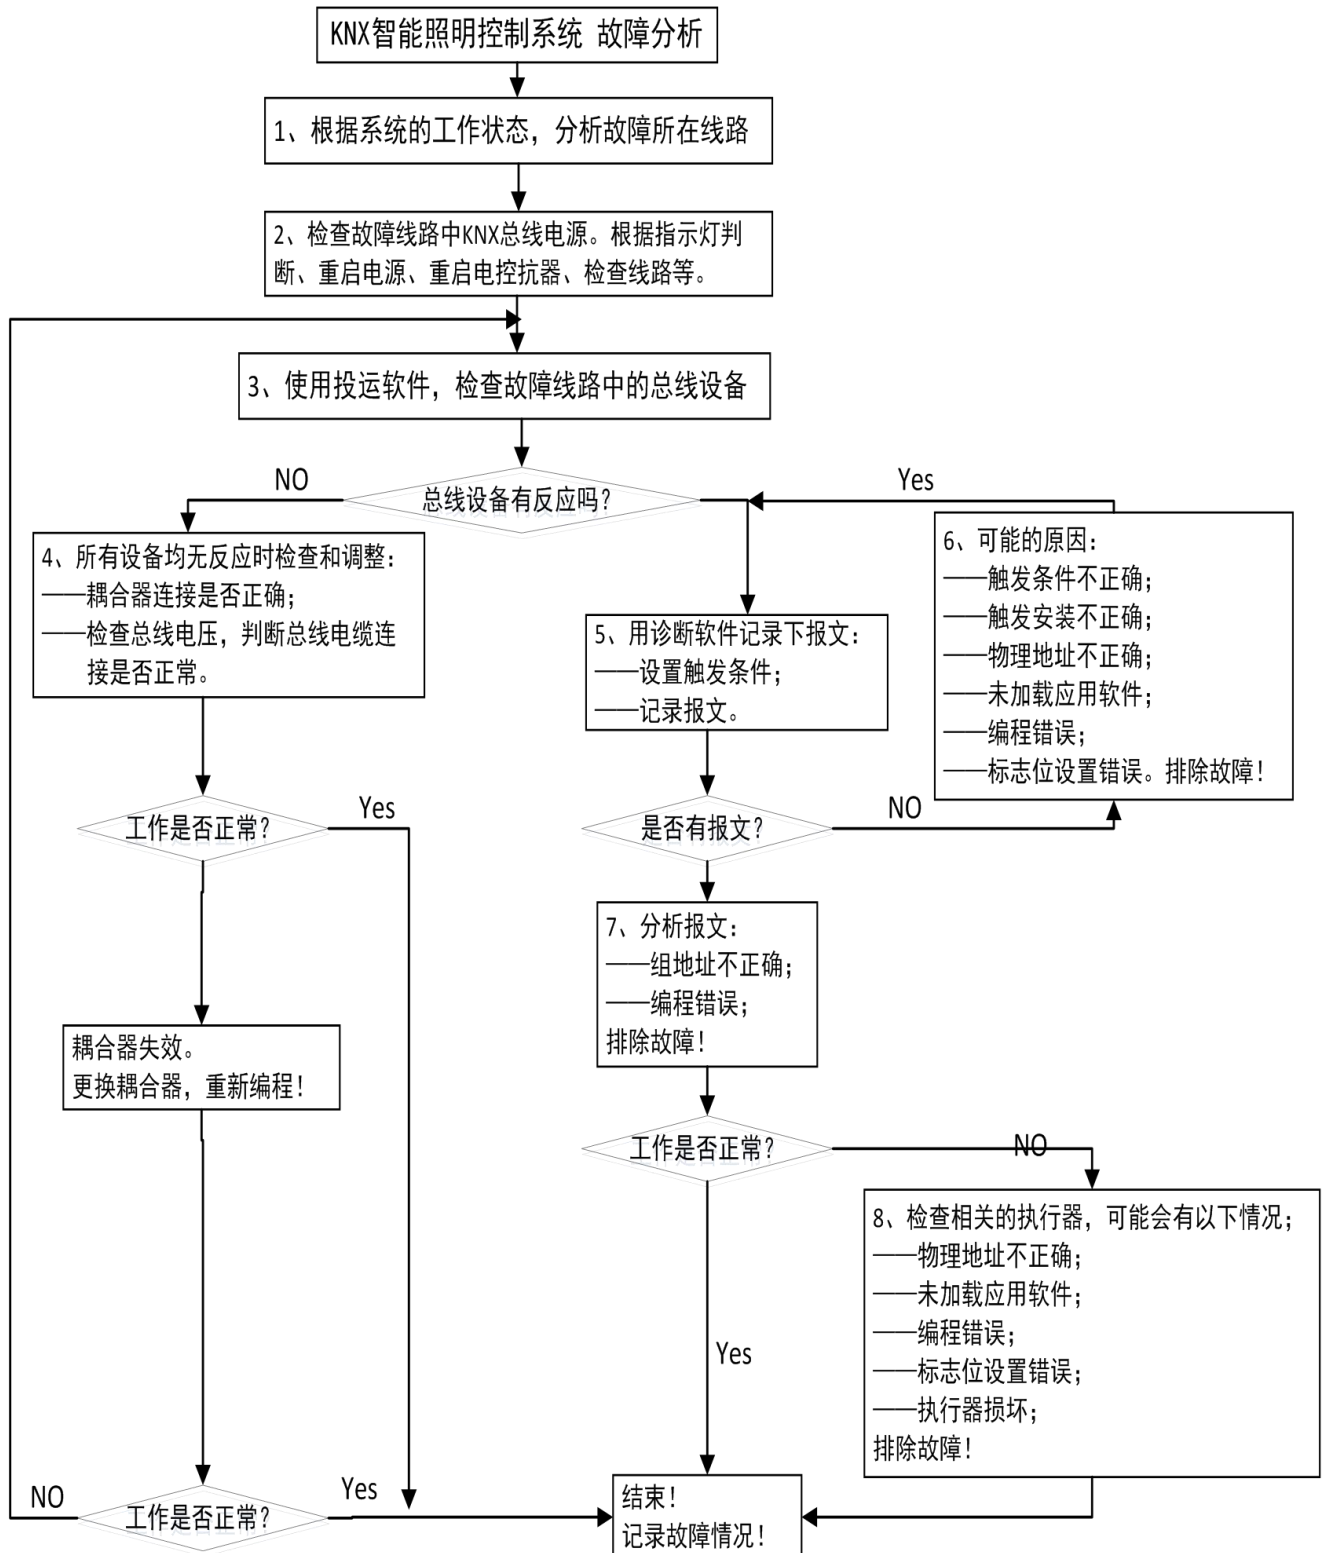 KNX智能照明控制系统 故障分析
1、根据系统的工作状态，分析故障所在线路
2、检查故障线路中KNX总线电源。根据指示灯判
断、重启电源、重启电控抗器、检查线路等。
3、使用投运软件，检查故障线路中的总线设备
总线设备有反应吗？
NO
Yes
4、所有设备均无反应时检查和调整：
——耦合器连接是否正确；
——检查总线电压，判断总线电缆连
接是否正常。
5、用诊断软件记录下报文：
——设置触发条件；
——记录报文。
6、可能的原因：
——触发条件不正确；
——触发安装不正确；
——物理地址不正确；
——未加载应用软件；
——编程错误；
——标志位设置错误。排除故障！
工作是否正常？
Yes
是否有报文？
NO
7、分析报文：
——组地址不正确；
——编程错误；
排除故障！
耦合器失效。
更换耦合器，重新编程！
工作是否正常？
NO
8、检查相关的执行器，可能会有以下情况；
——物理地址不正确；
——未加载应用软件；
——编程错误；
——标志位设置错误；
——执行器损坏；
排除故障！
Yes
工作是否正常？
NO
Yes
结束！
记录故障情况！